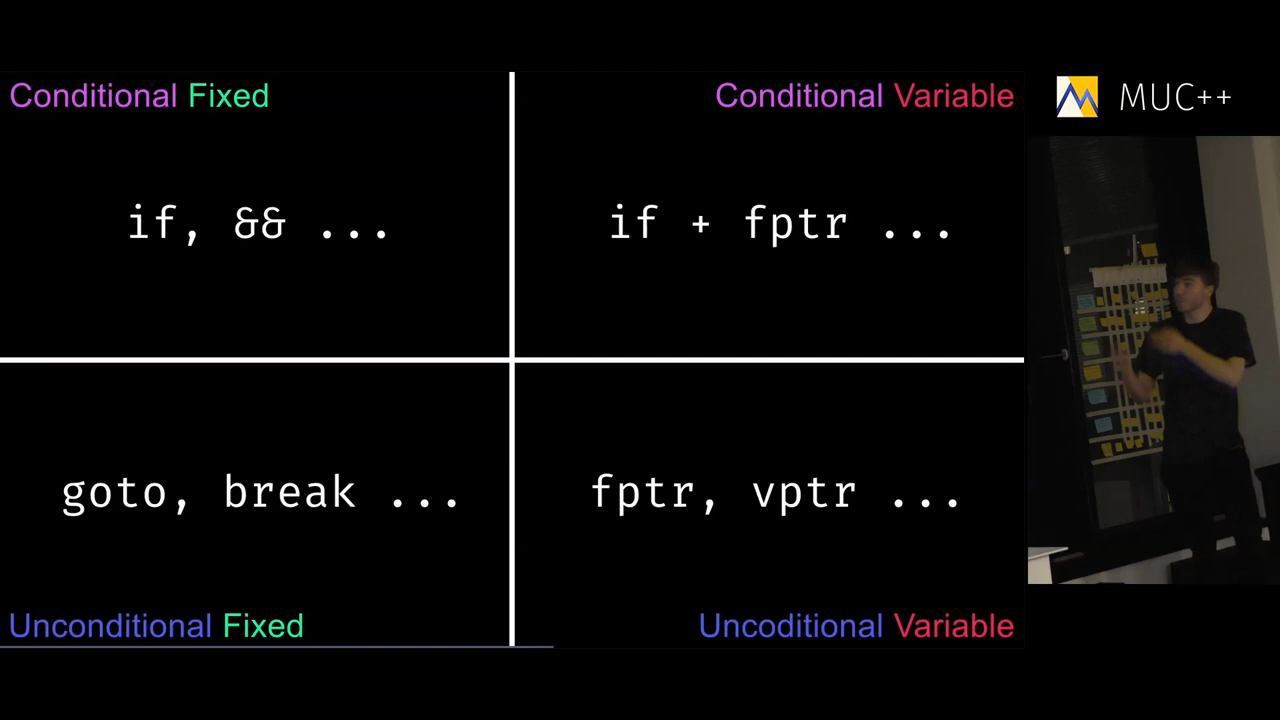 Conditional Fixed
Conditional Variable
if, && ...
if + fptr ...
goto, break ...
fptr, vptr ...
Unconditional Fixed
Uncoditional Variable
MUC++